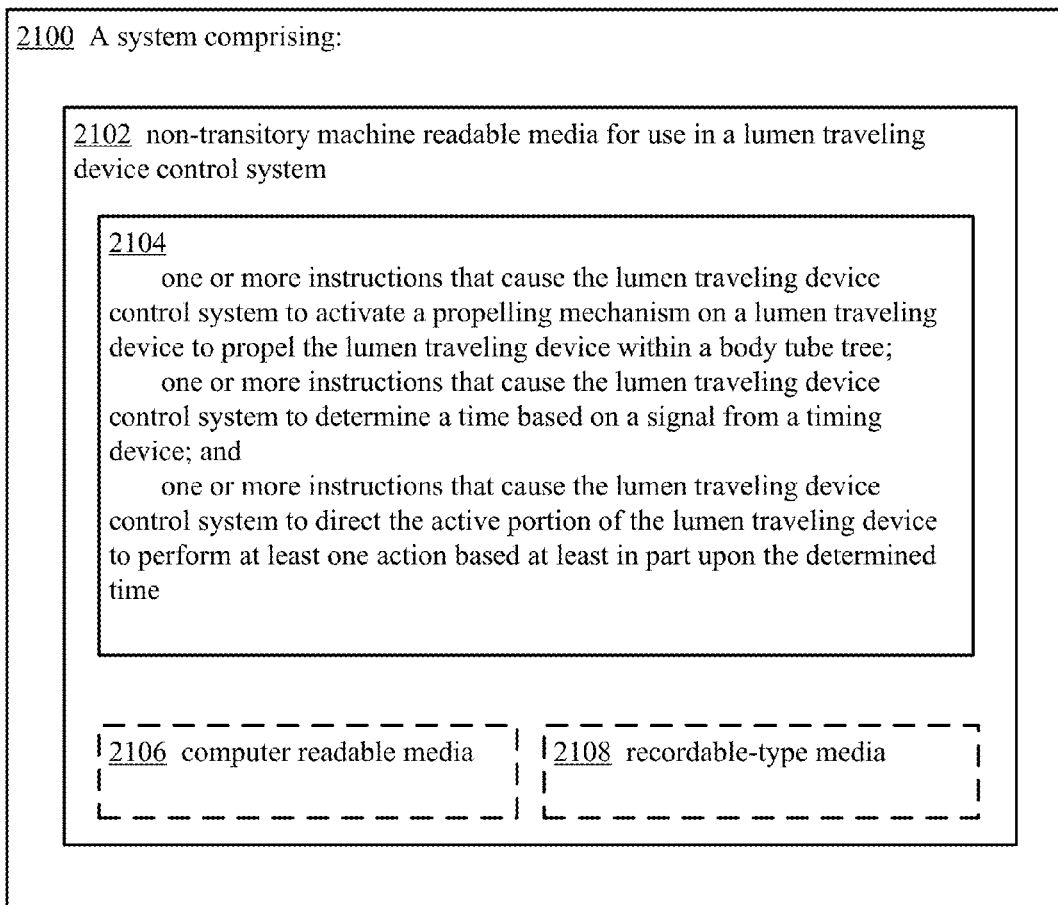 2100 A system comprising:
2102 non-transitory machine readable media for use in a lumen traveling
device control system
2104
one or more instructions that cause the lumen traveling device
control system to activate a propelling mechanism on a lumen traveling
device to propel the lumen traveling device within a body tube tree;
one or more instructions that cause the lumen traveling device
control system to determine a time based on a signal from a timing
device; and
one or more instructions that cause the lumen traveling device
control system to direct the active portion of the lumen traveling device
to perform at least one action based at least in part upon the determined
time
2106 computer readable media
2108 recordable-type media